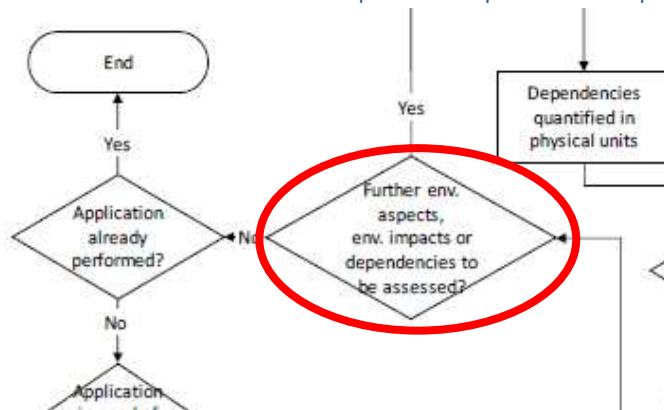 End
Yes
Dependencies
quantified in
physical units
Yes
Further env.
aspects,
env. impacts or
dependencies to
be assessed?
No
Application
already
performed?
No
Application